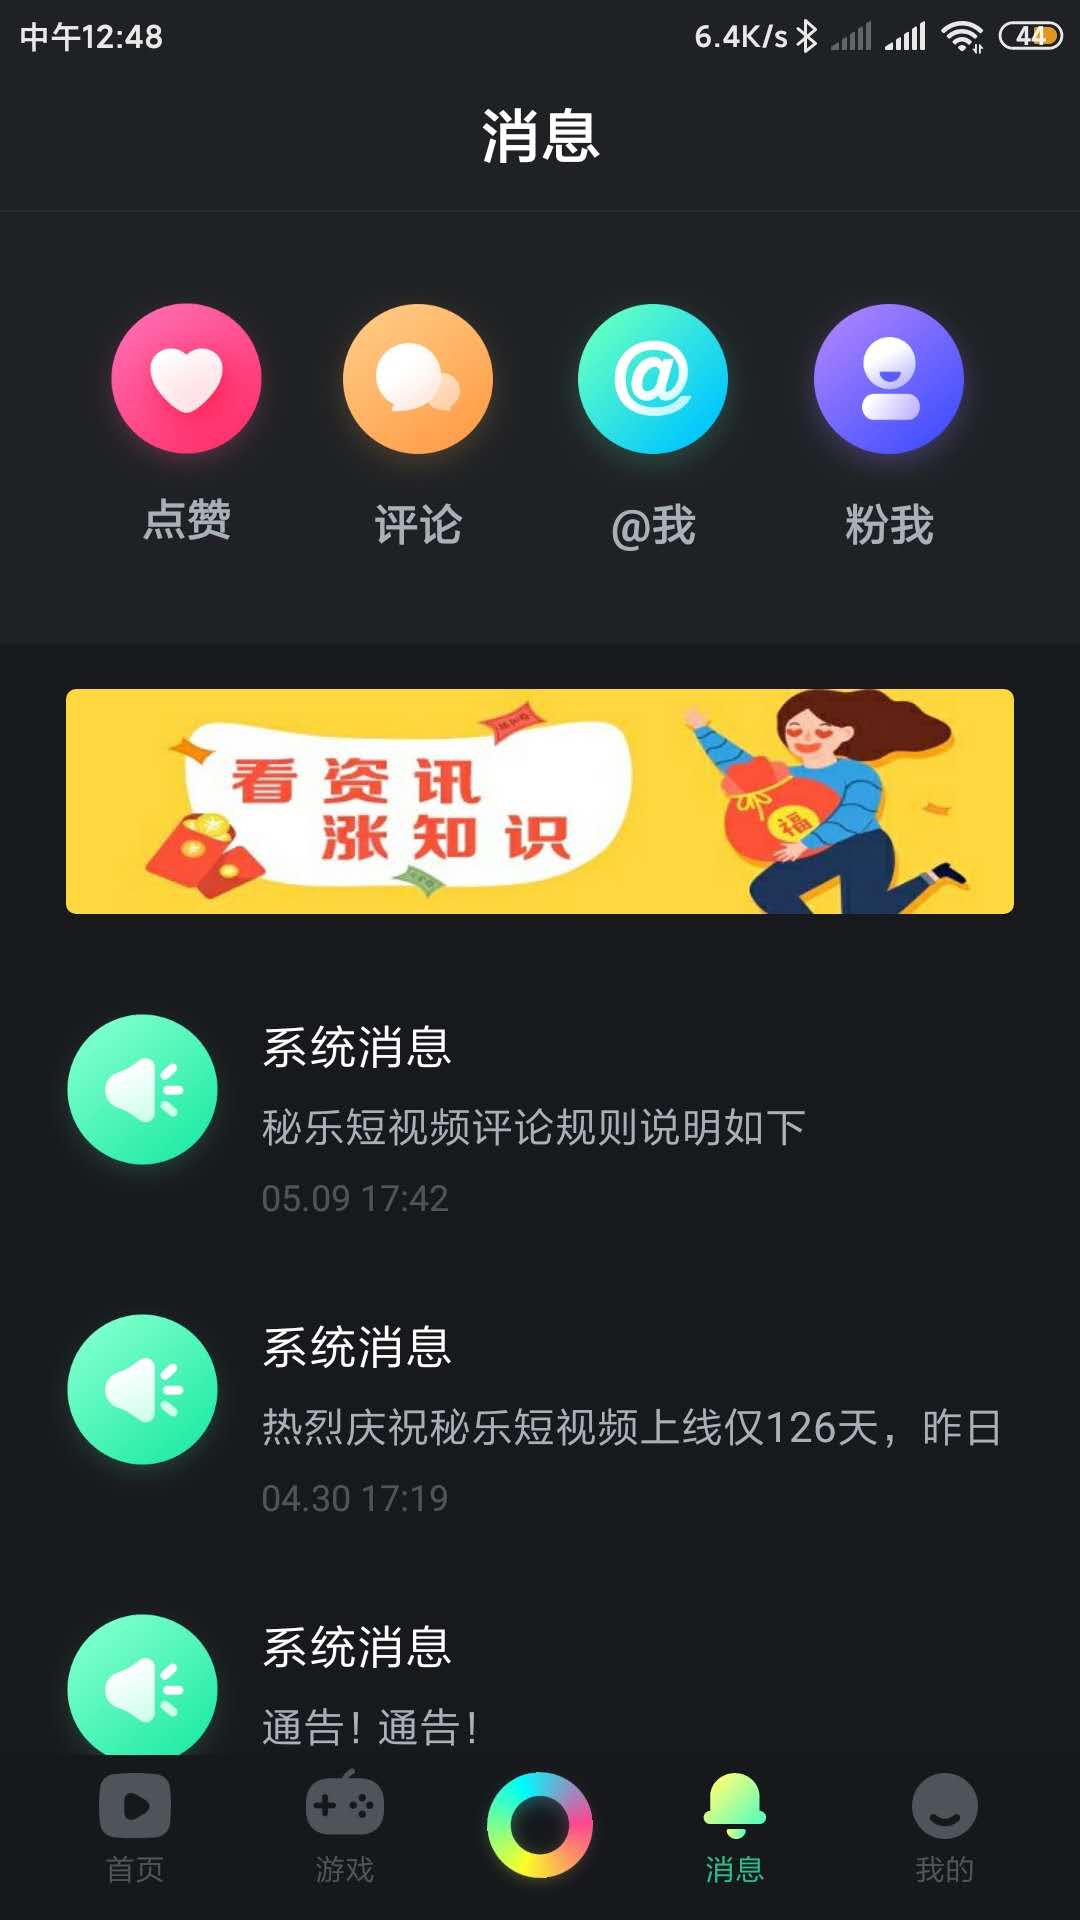 中午12:48
6.4K/s
44
消息
点赞
评论
@我
粉我
看资讯
涨知识
福
系统消息
秘乐短视频评论规则说明如下
05.09 17:42
系统消息
热烈庆祝秘乐短视频上线仅126天，昨日
04.30 17:19
系统消息
通告！通告！
首页
游戏
消息
我的